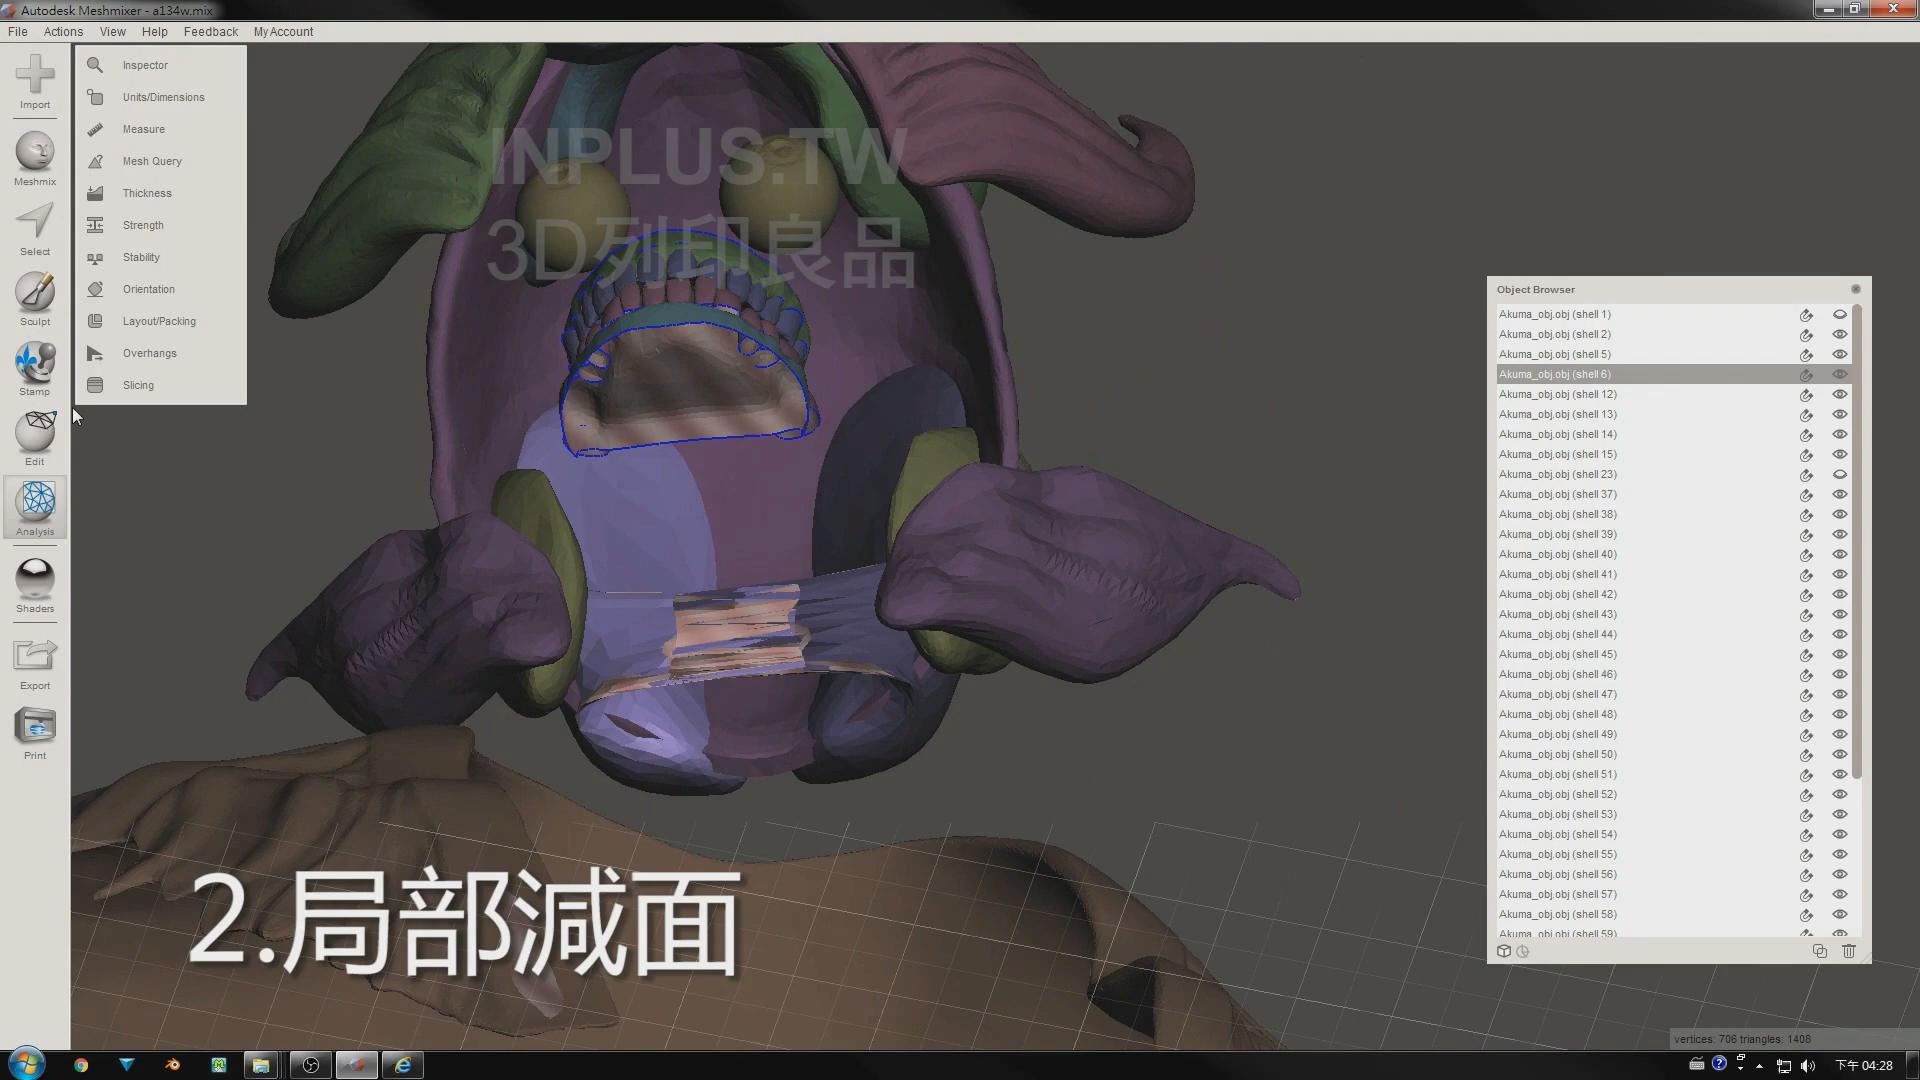 Autodesk Meshmixer - a134w.mix
File Actions View Help Feedback My Account
Import
Meshmix
Select
Sculpt
Stamp
Edit
Analysis
Shaders
Export
Print
Inspector
Units/Dimensions
Measure
Mesh Query
Thickness
Strength
Stability
Orientation
Layout/Packing
Overhangs
Slicing
INPLUS.TW
3D列印良品
2.局部減面
Object Browser
Akuma_obj.obj (shell 1)
Akuma_obj.obj (shell 2)
Akuma_obj.obj (shell 5)
Akuma_obj.obj (shell 6)
Akuma_obj.obj (shell 12)
Akuma_obj.obj (shell 13)
Akuma_obj.obj (shell 14)
Akuma_obj.obj (shell 15)
Akuma_obj.obj (shell 23)
Akuma_obj.obj (shell 37)
Akuma_obj.obj (shell 38)
Akuma_obj.obj (shell 39)
Akuma_obj.obj (shell 40)
Akuma_obj.obj (shell 41)
Akuma_obj.obj (shell 42)
Akuma_obj.obj (shell 43)
Akuma_obj.obj (shell 44)
Akuma_obj.obj (shell 45)
Akuma_obj.obj (shell 46)
Akuma_obj.obj (shell 47)
Akuma_obj.obj (shell 48)
Akuma_obj.obj (shell 49)
Akuma_obj.obj (shell 50)
Akuma_obj.obj (shell 51)
Akuma_obj.obj (shell 52)
Akuma_obj.obj (shell 53)
Akuma_obj.obj (shell 54)
Akuma_obj.obj (shell 55)
Akuma_obj.obj (shell 56)
Akuma_obj.obj (shell 57)
Akuma_obj.obj (shell 58)
Akuma_obj.obj (shell 59)
vertices: 706 triangles: 1408
下午 04:28